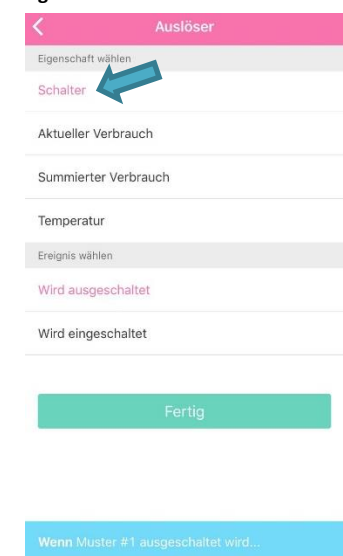 Auslöser
Eigenschaft wählen
Schalter
Aktueller Verbrauch
Summierter Verbrauch
Temperatur
Ereignis wählen
Wird ausgeschaltet
Wird eingeschaltet
Fertig
Wenn Muster #1 ausgeschaltet wird...